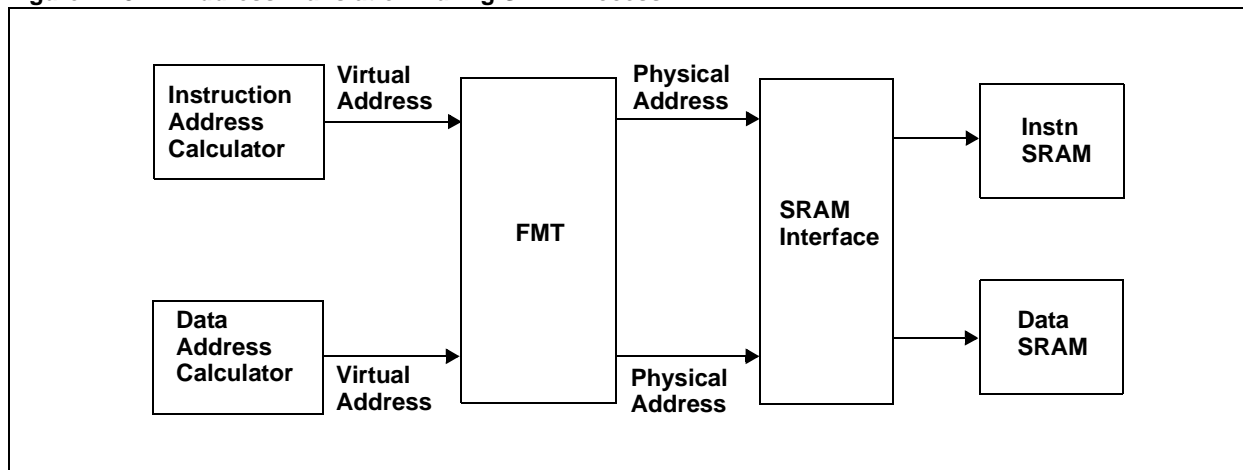 Instruction
Address
Calculator
Virtual
Address
FMT
Physical
Address
SRAM
Interface
Instn
SRAM
Data
Address
Calculator
Virtual
Address
Physical
Address
Data
SRAM